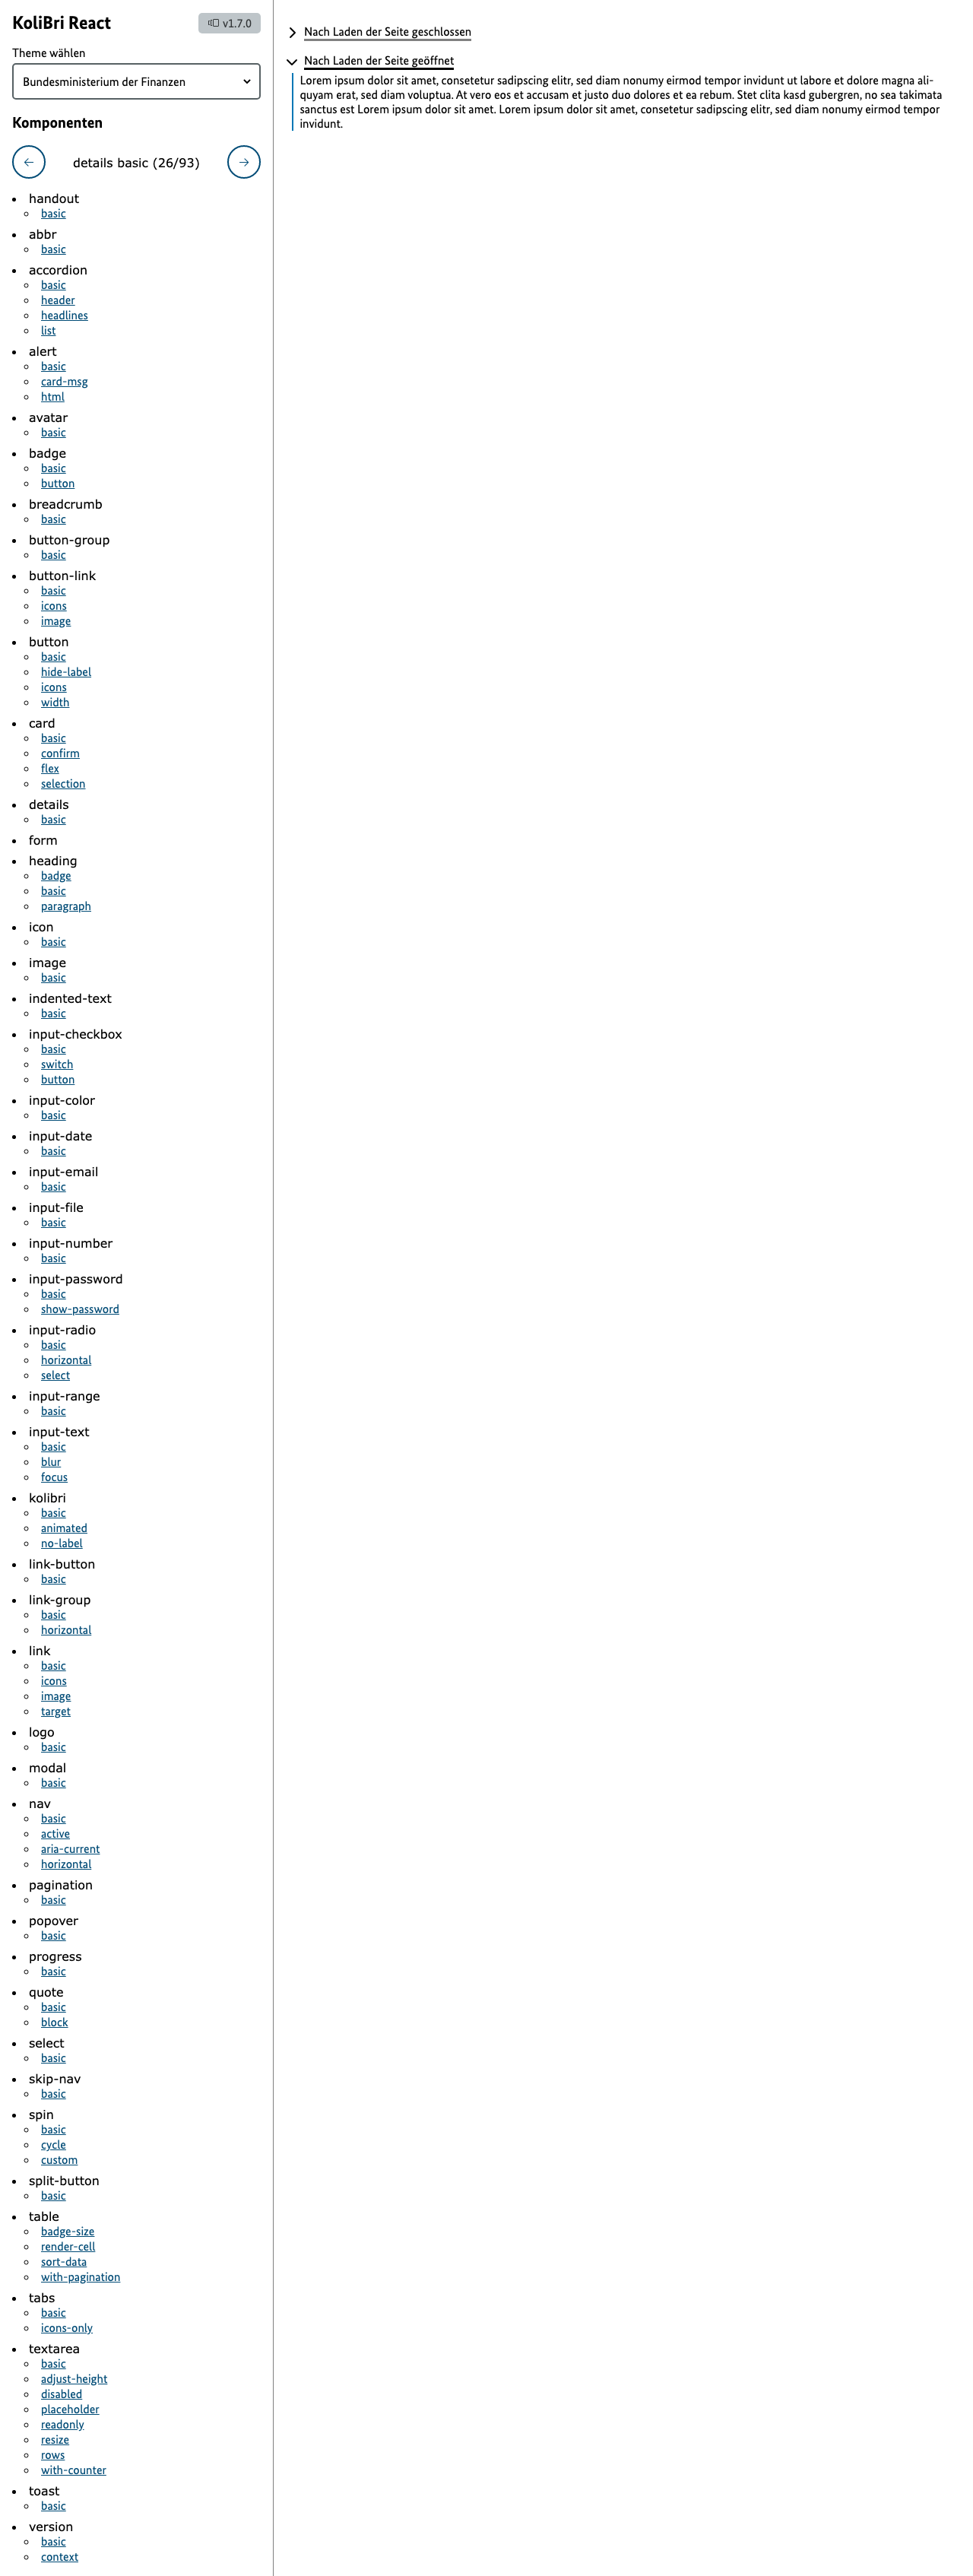 KoliBri React
v1.7.0
Theme wählen
Bundesministerium der Finanzen
Komponenten
details basic (26/93)
handout
basic
abbr
basic
accordion
basic
header
headlines
list
alert
basic
card-msg
html
avatar
basic
badge
basic
button
breadcrumb
basic
button-group
basic
button-link
basic
icons
image
button
basic
hide-label
icons
width
card
basic
confirm
flex
selection
details
basic
form
heading
badge
basic
paragraph
icon
basic
image
basic
indented-text
basic
input-checkbox
basic
switch
button
input-color
basic
input-date
basic
input-email
basic
input-file
basic
input-number
basic
input-password
basic
show-password
input-radio
basic
horizontal
select
input-range
basic
input-text
basic
blur
focus
kolibri
basic
animated
no-label
link-button
basic
link-group
basic
horizontal
link
basic
icons
image
target
logo
basic
modal
basic
nav
basic
active
aria-current
horizontal
pagination
basic
popover
basic
progress
basic
quote
basic
block
select
basic
skip-nav
basic
spin
basic
cycle
custom
split-button
basic
table
badge-size
render-cell
sort-data
with-pagination
tabs
basic
icons-only
textarea
basic
adjust-height
disabled
placeholder
readonly
resize
rows
with-counter
toast
basic
version
basic
context
Nach Laden der Seite geschlossen
Nach Laden der Seite geöffnet
Lorem ipsum dolor sit amet, consetetur sadipscing elitr, sed diam nonumy eirmod tempor invidunt ut labore et dolore magna ali-
quyam erat, sed diam voluptua. At vero eos et accusam et justo duo dolores et ea rebum. Stet clita kasd gubergren, no sea takimata
sanctus est Lorem ipsum dolor sit amet. Lorem ipsum dolor sit amet, consetetur sadipscing elitr, sed diam nonumy eirmod tempor
invidunt.